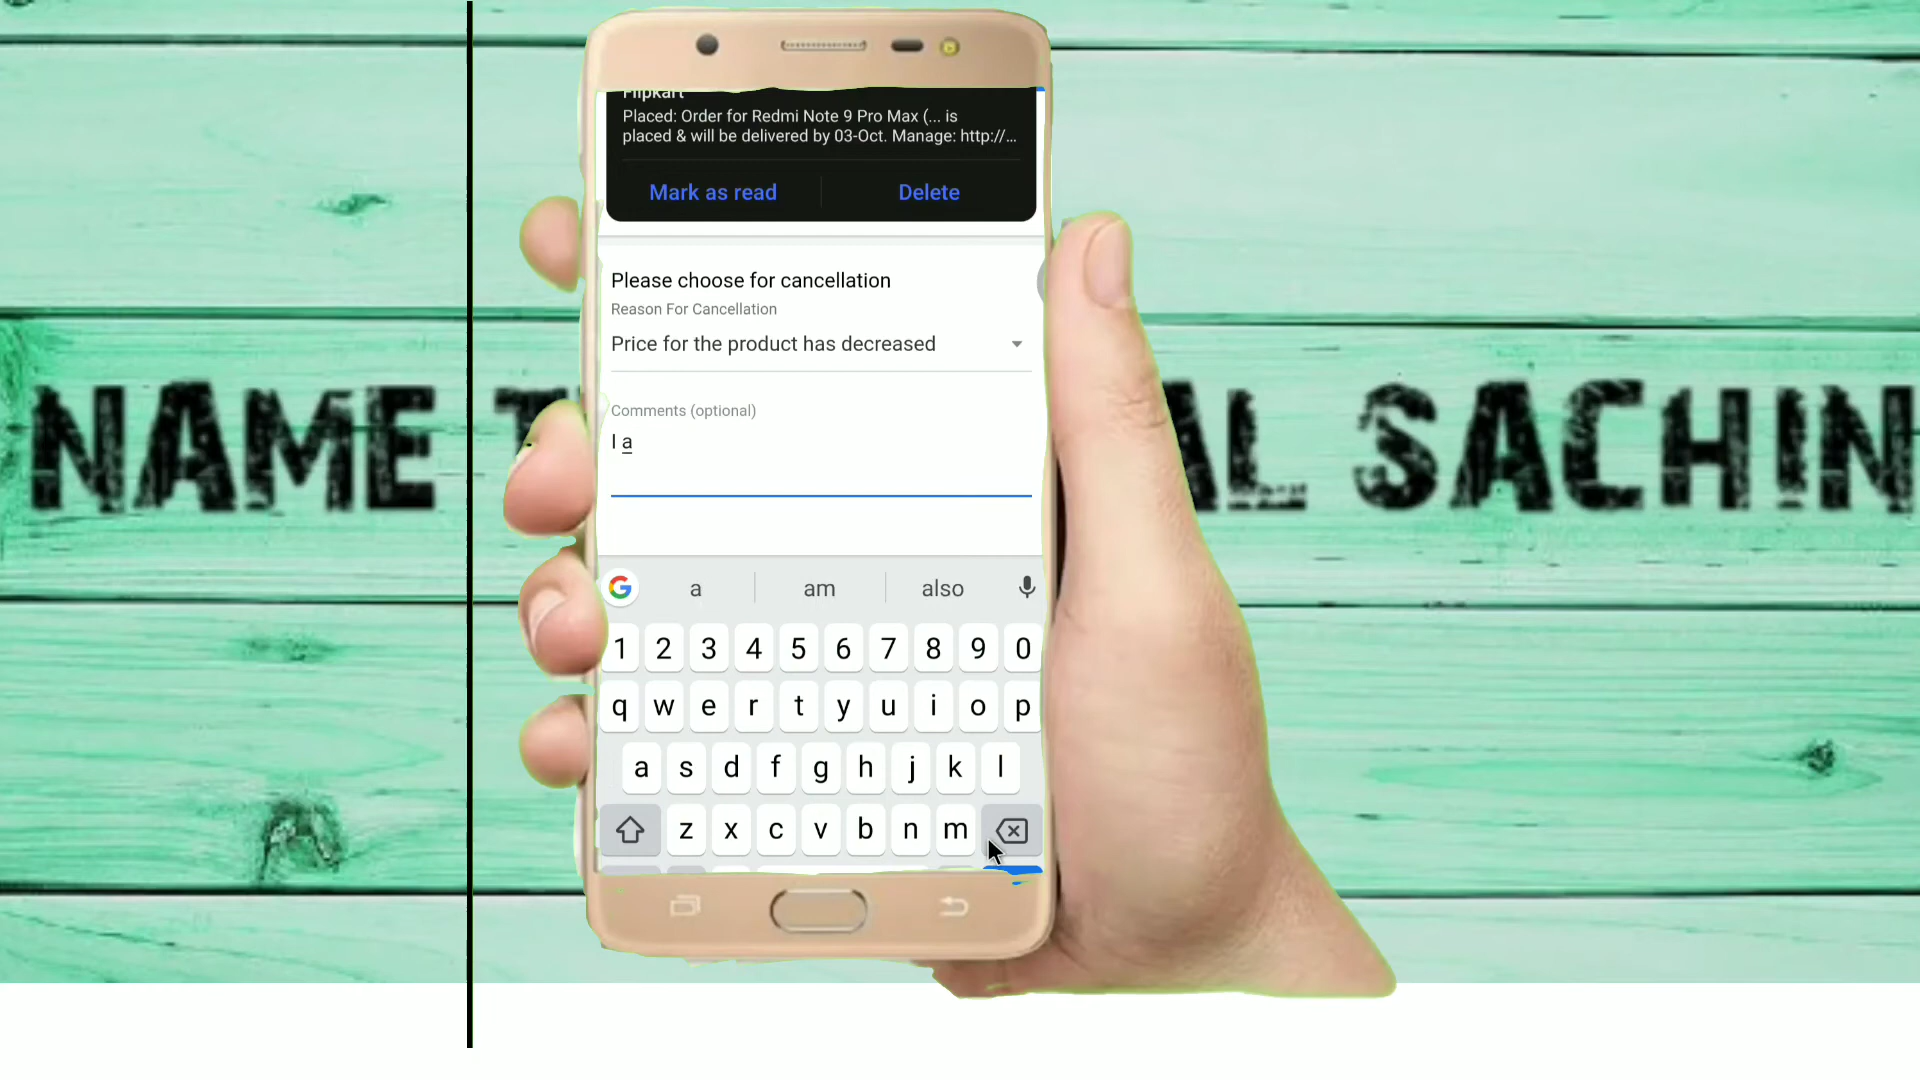 Flipkart
Placed: Order for Redmi Note 9 Pro Max (... is
placed & will be delivered by 03-Oct. Manage: http://...
Mark as read Delete
Please choose for cancellation
Reason For Cancellation
Price for the product has decreased
Comments (optional)
I a
NAME
SACHIN
a am also
1 2 3 4 5 6 7 8 9 0
q w e r t y u i o p
a s d f g h j k l
z x c v b n m